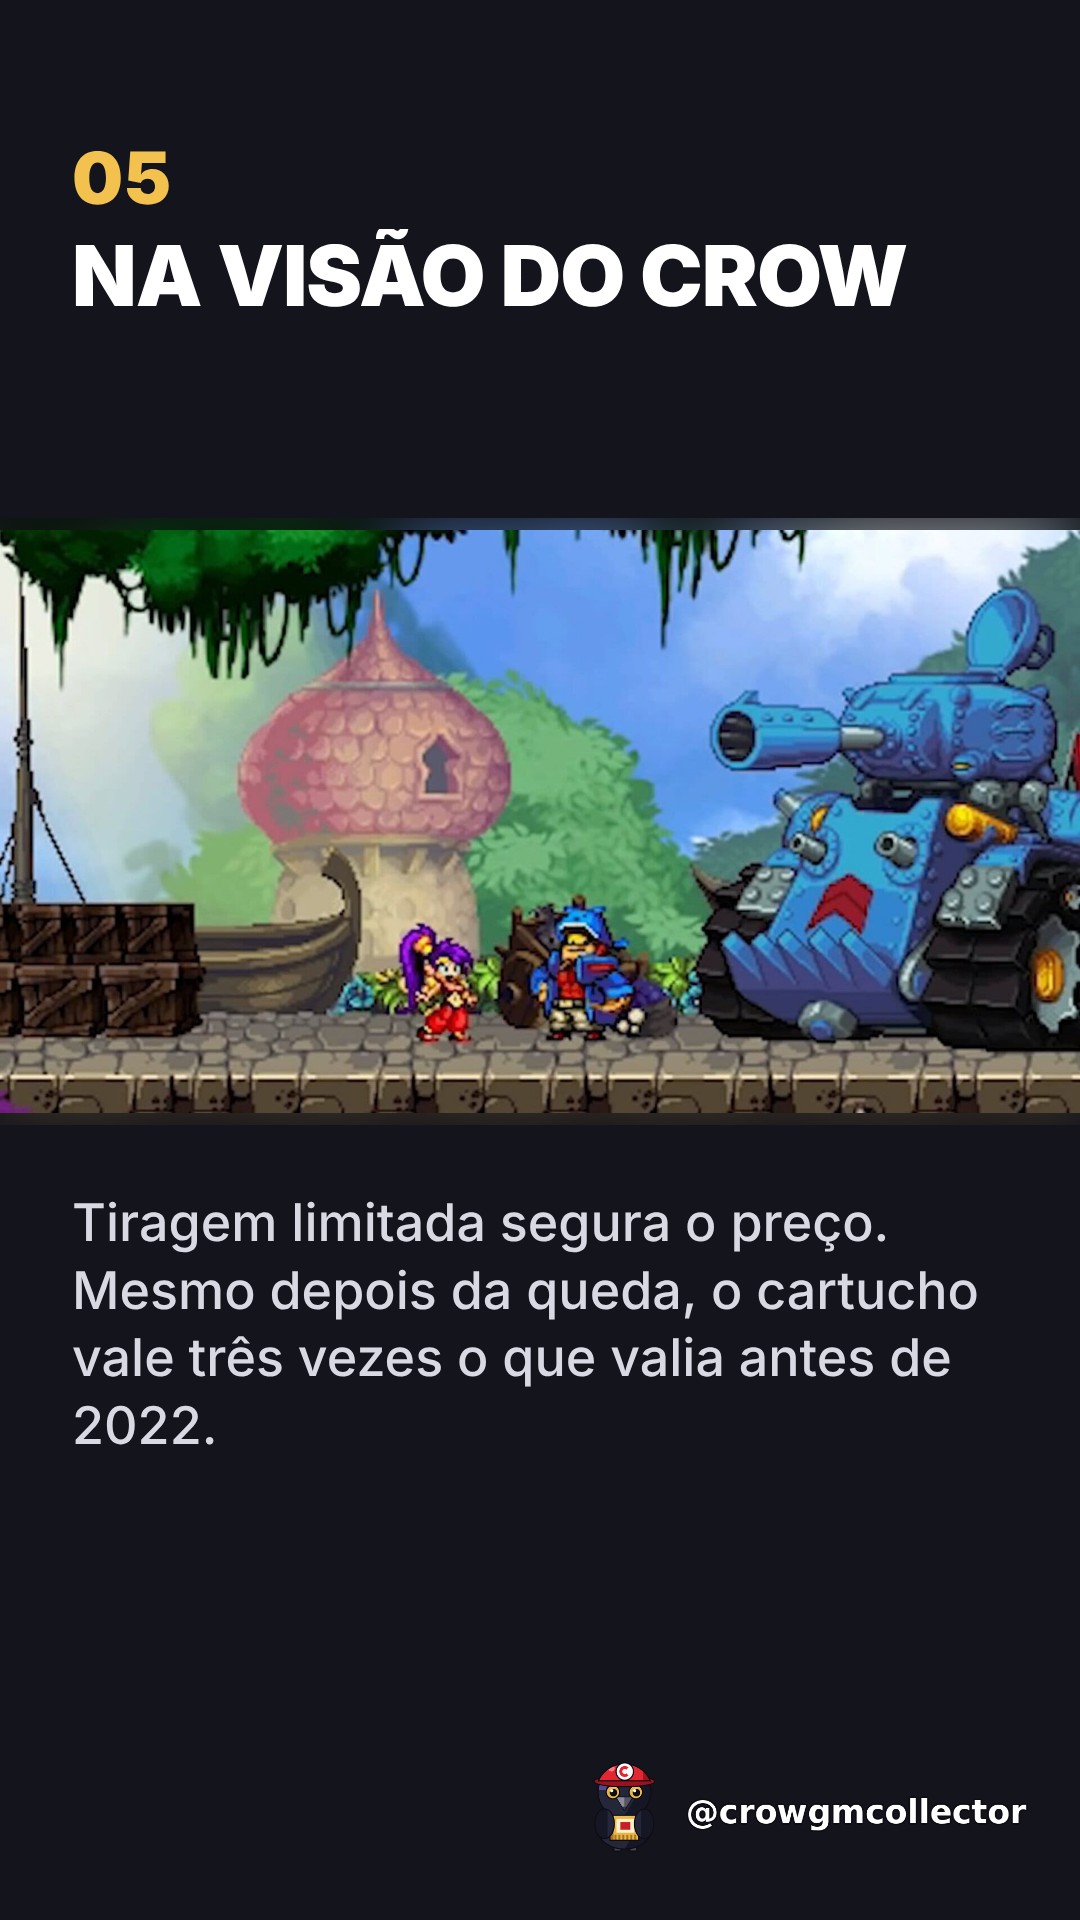 05
NA VISÃO DO CROW
Tiragem limitada segura o preço.
Mesmo depois da queda, o cartucho
vale três vezes o que valia antes de
2022.
C
@crowgmcollector